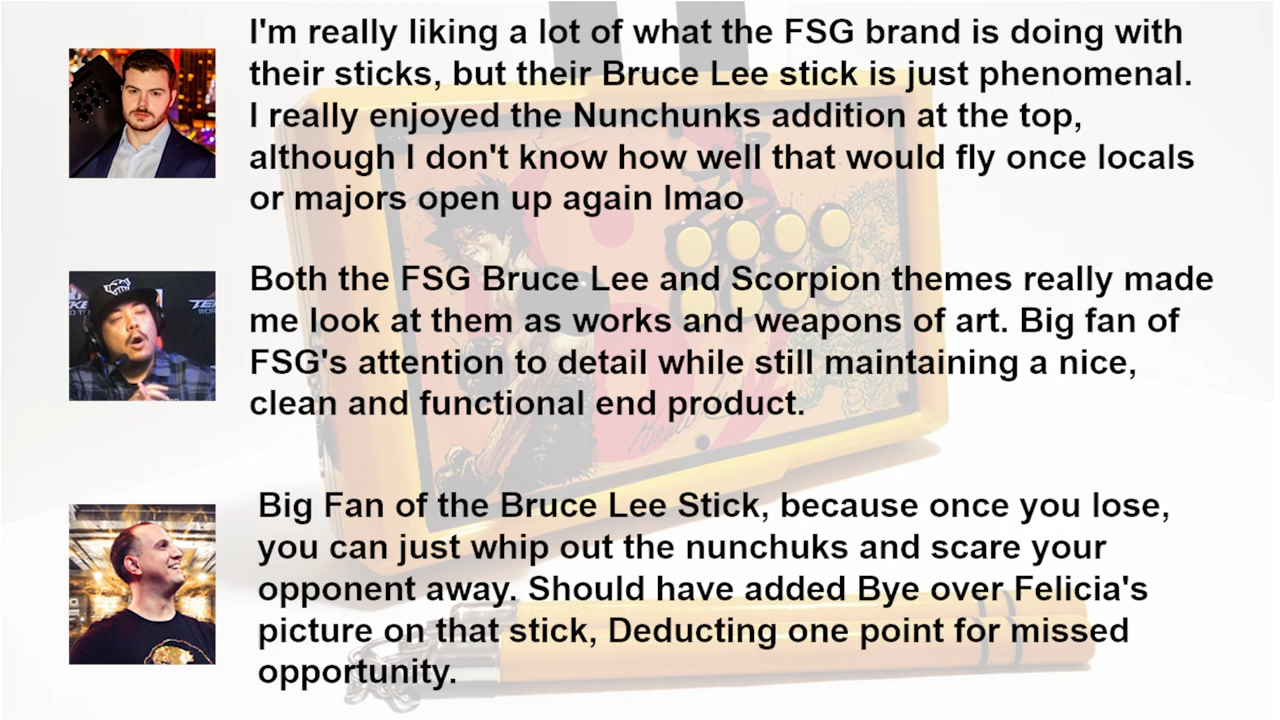 I'm really liking a lot of what the FSG brand is doing with
their sticks, but their Bruce Lee stick is just phenomenal.
I really enjoyed the Nunchunks addition at the top,
although I don't know how well that would fly once locals
or majors open up again lmao
Both the FSG Bruce Lee and Scorpion themes really made
me look at them as works and weapons of art. Big fan of
FSG's attention to detail while still maintaining a nice,
clean and functional end product.
Big Fan of the Bruce Lee Stick, because once you lose,
you can just whip out the nunchuks and scare your
opponent away. Should have added Bye over Felicia's
picture on that stick, Deducting one point for missed
opportunity.